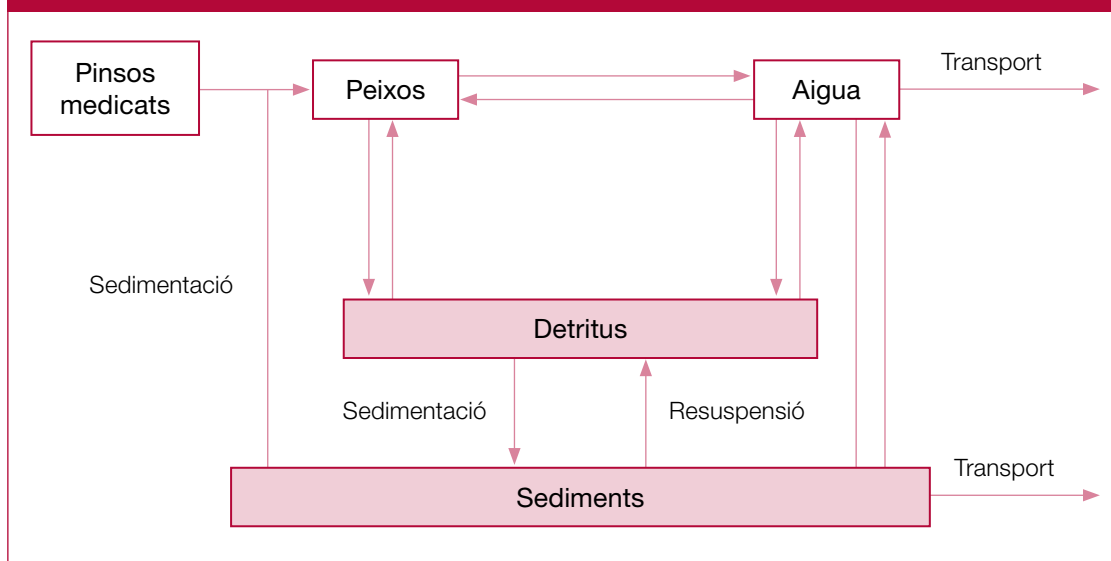 Pinsos
medicats
Peixos
Aigua
Transport
Sedimentació
Detritus
Sedimentació
Resuspensió
Transport
Sediments